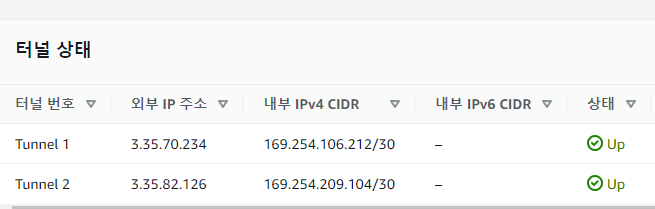 터널 상태
터널 번호 외부 IP 주소 내부 IPv4 CIDR 내부 IPv6 CIDR 상태
Tunnel 1 3.35.70.234 169.254.106.212/30 – Up
Tunnel 2 3.35.82.126 169.254.209.104/30 – Up